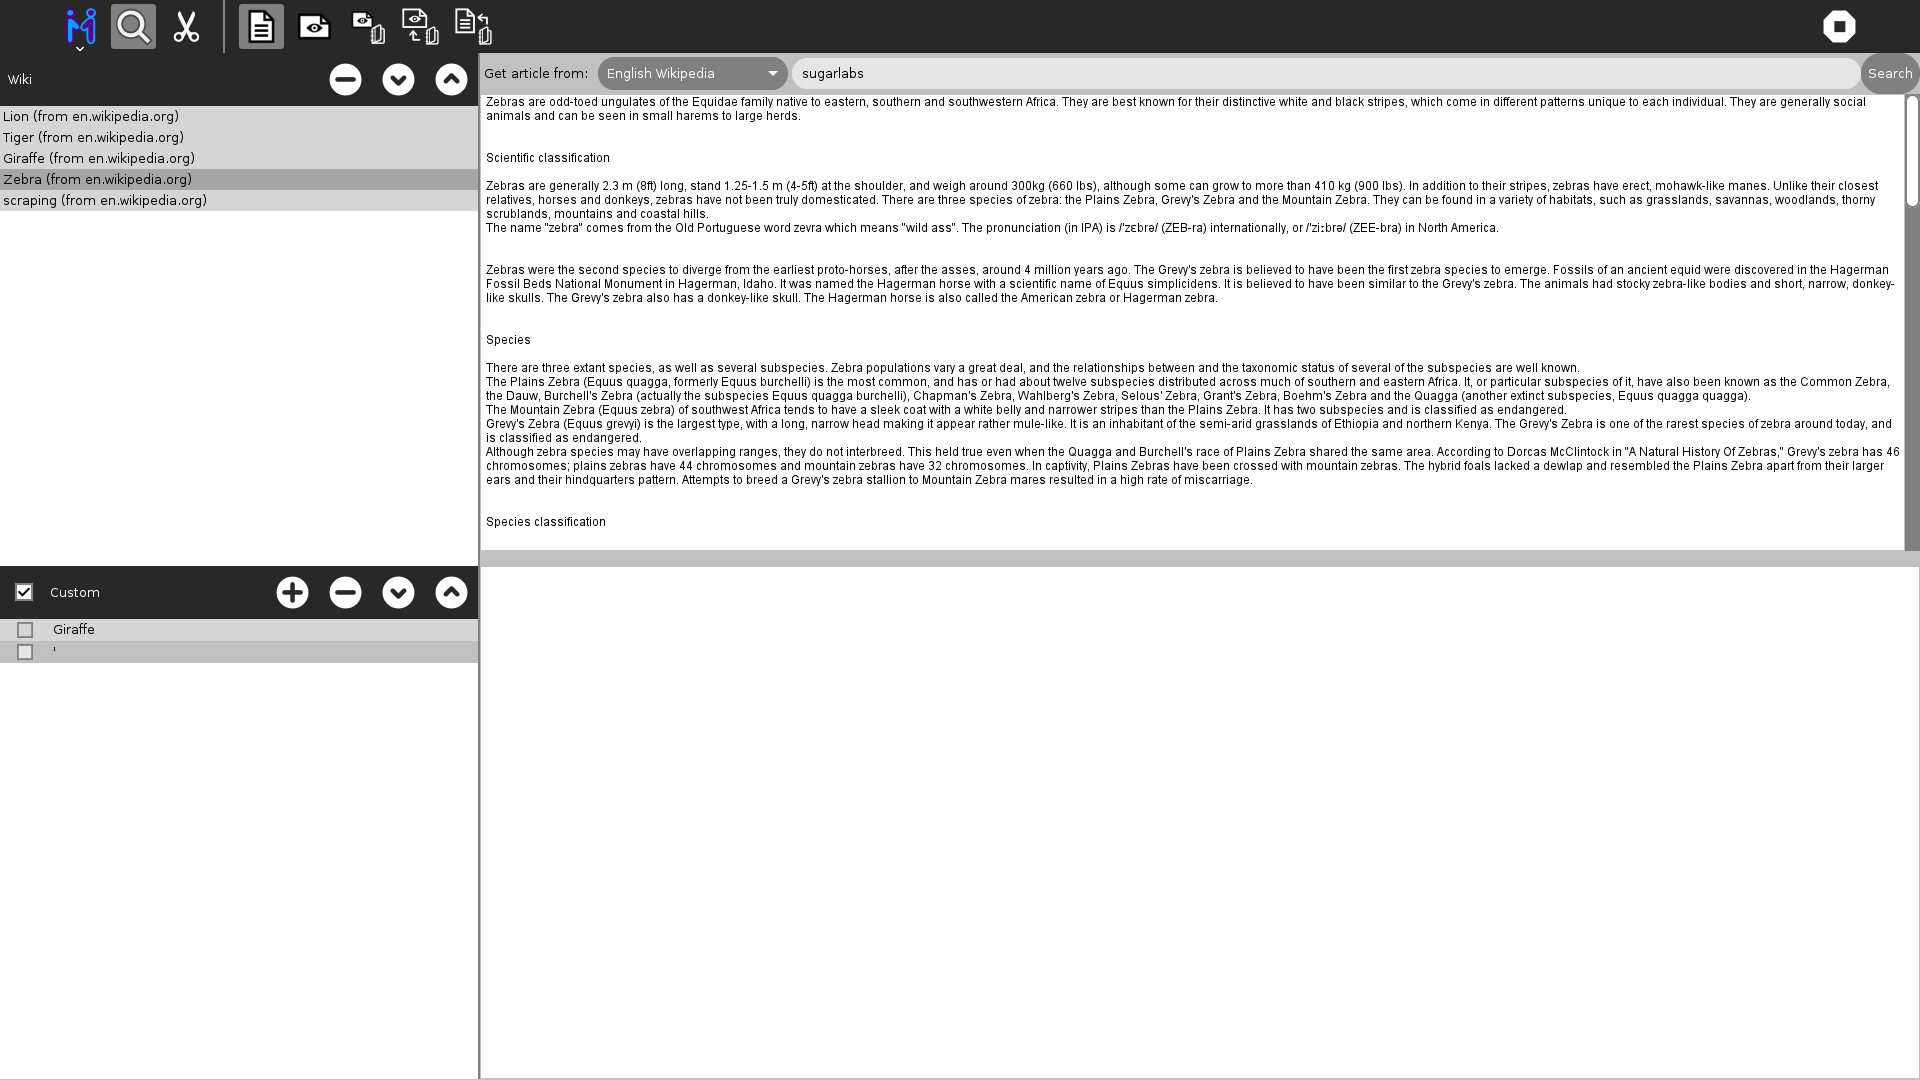 Wiki
Get article from: English Wikipedia sugarlabs Search
Lion (from en.wikipedia.org)
Tiger (from en.wikipedia.org)
Giraffe (from en.wikipedia.org)
Zebra (from en.wikipedia.org)
scraping (from en.wikipedia.org)
Zebras are odd-toed ungulates of the Equidae family native to eastern, southern and southwestern Africa. They are best known for their distinctive white and black stripes, which come in different patterns unique to each individual. They are generally social
animals and can be seen in small harems to large herds.
Scientific classification
Zebras are generally 2.3 m (8ft) long, stand 1.25-1.5 m (4-5ft) at the shoulder, and weigh around 300kg (660 lbs), although some can grow to more than 410 kg (900 lbs). In addition to their stripes, zebras have erect, mohawk-like manes. Unlike their closest
relatives, horses and donkeys, zebras have not been truly domesticated. There are three species of zebra: the Plains Zebra, Grevy's Zebra and the Mountain Zebra. They can be found in a variety of habitats, such as grasslands, savannas, woodlands, thorny
scrublands, mountains and coastal hills.
The name "zebra" comes from the Old Portuguese word zevra which means "wild ass". The pronunciation (in IPA) is /'zɛbrə/ (ZEB-ra) internationally, or /'ziːbrə/ (ZEE-bra) in North America.
Zebras were the second species to diverge from the earliest proto-horses, after the asses, around 4 million years ago. The Grevy's zebra is believed to have been the first zebra species to emerge. Fossils of an ancient equid were discovered in the Hagerman
Fossil Beds National Monument in Hagerman, Idaho. It was named the Hagerman horse with a scientific name of Equus simplicidens. It is believed to have been similar to the Grevy's zebra. The animals had stocky zebra-like bodies and short, narrow, donkey-
like skulls. The Grevy's zebra also has a donkey-like skull. The Hagerman horse is also called the American zebra or Hagerman zebra.
Species
There are three extant species, as well as several subspecies. Zebra populations vary a great deal, and the relationships between and the taxonomic status of several of the subspecies are well known.
The Plains Zebra (Equus quagga, formerly Equus burchelli) is the most common, and has or had about twelve subspecies distributed across much of southern and eastern Africa. It, or particular subspecies of it, have also been known as the Common Zebra,
the Dauw, Burchell's Zebra (actually the subspecies Equus quagga burchelli), Chapman's Zebra, Wahlberg's Zebra, Selous' Zebra, Grant's Zebra, Boehm's Zebra and the Quagga (another extinct subspecies, Equus quagga quagga).
The Mountain Zebra (Equus zebra) of southwest Africa tends to have a sleek coat with a white belly and narrower stripes than the Plains Zebra. It has two subspecies and is classified as endangered.
Grevy's Zebra (Equus grevyi) is the largest type, with a long, narrow head making it appear rather mule-like. It is an inhabitant of the semi-arid grasslands of Ethiopia and northern Kenya. The Grevy's Zebra is one of the rarest species of zebra around today, and
is classified as endangered.
Although zebra species may have overlapping ranges, they do not interbreed. This held true even when the Quagga and Burchell's race of Plains Zebra shared the same area. According to Dorcas McClintock in "A Natural History Of Zebras," Grevy's zebra has 46
chromosomes; plains zebras have 44 chromosomes and mountain zebras have 32 chromosomes. In captivity, Plains Zebras have been crossed with mountain zebras. The hybrid foals lacked a dewlap and resembled the Plains Zebra apart from their larger
ears and their hindquarters pattern. Attempts to breed a Grevy's zebra stallion to Mountain Zebra mares resulted in a high rate of miscarriage.
Species classification
Custom
Giraffe
'